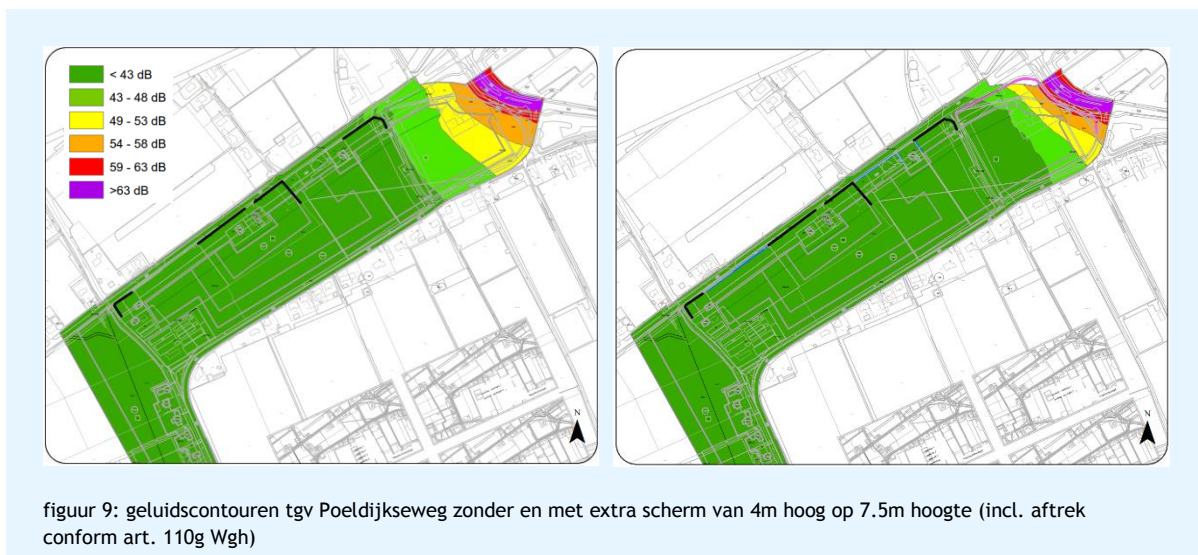 < 43 dB
43 - 48 dB
49 - 53 dB
54 - 58 dB
59 - 63 dB
>63 dB
N
N
figuur 9: geluidscontouren tgv Poeldijkseweg zonder en met extra scherm van 4m hoog op 7.5m hoogte (incl. aftrek
conform art. 110g Wgh)